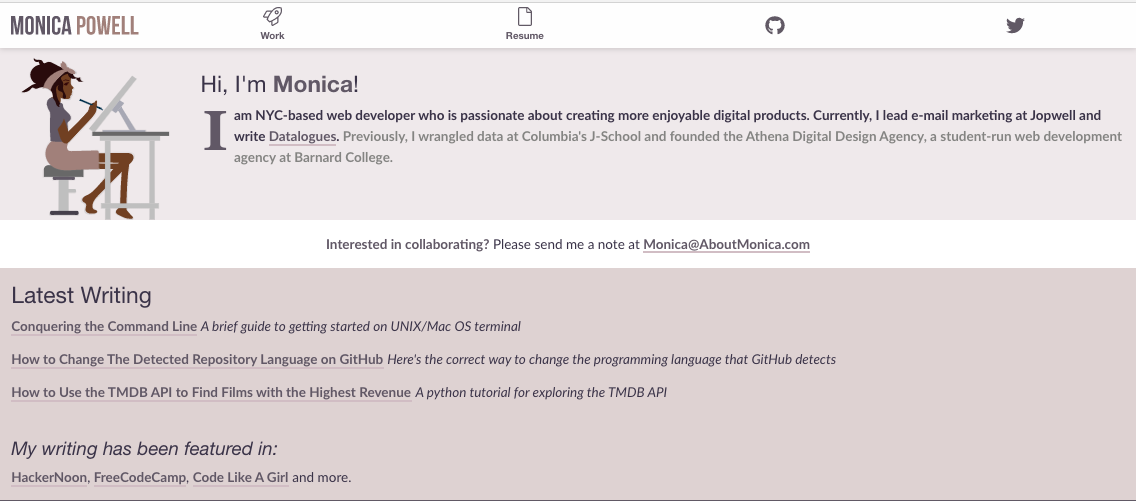 MONICA POWELL
Work
Resume
Hi, I'm Monica!
I am NYC-based web developer who is passionate about creating more enjoyable digital products. Currently, I lead e-mail marketing at Jopwell and
write Datalogues. Previously, I wrangled data at Columbia's J-School and founded the Athena Digital Design Agency, a student-run web development
agency at Barnard College.
Interested in collaborating? Please send me a note at Monica@AboutMonica.com
Latest Writing
Conquering the Command Line A brief guide to getting started on UNIX/Mac OS terminal
How to Change The Detected Repository Language on GitHub Here's the correct way to change the programming language that GitHub detects
How to Use the TMDB API to Find Films with the Highest Revenue A python tutorial for exploring the TMDB API
My writing has been featured in:
HackerNoon, FreeCodeCamp, Code Like A Girl and more.